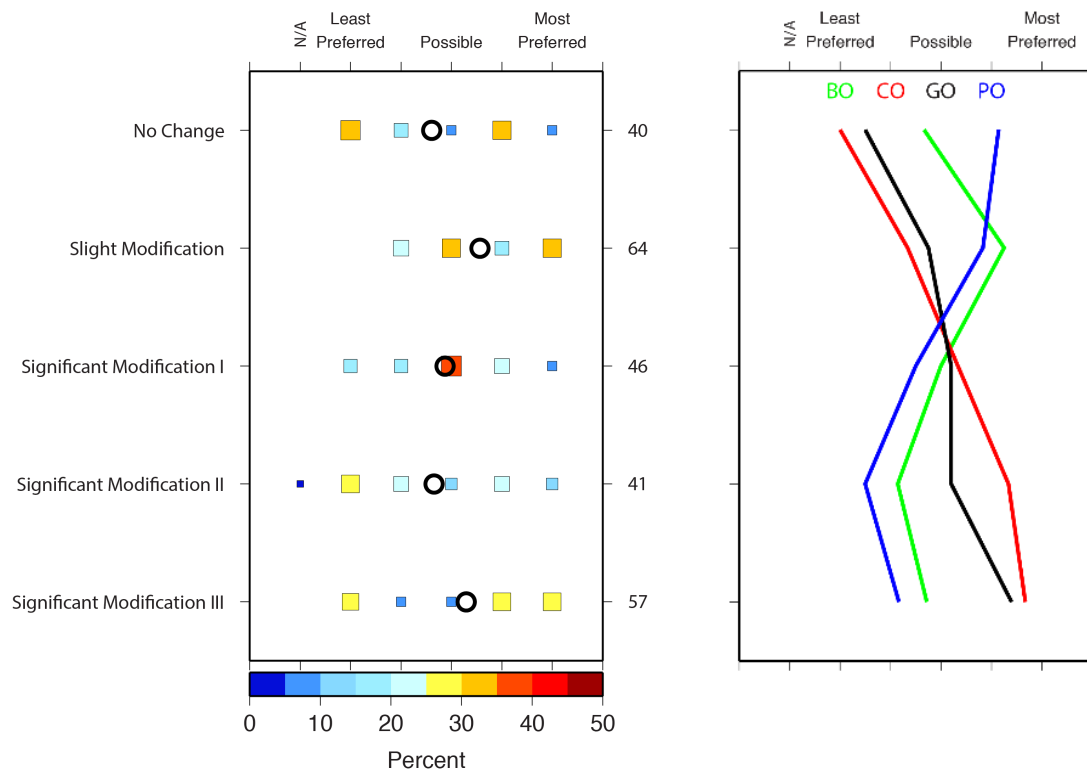 N/A
Least
Preferred
Possible
Most
Preferred
No Change
40
Slight Modification
64
Significant Modification I
46
Significant Modification II
41
Significant Modification III
57
0 10 20 30 40 50
Percent
N/A
Least
Preferred
Possible
Most
Preferred
BO CO GO PO